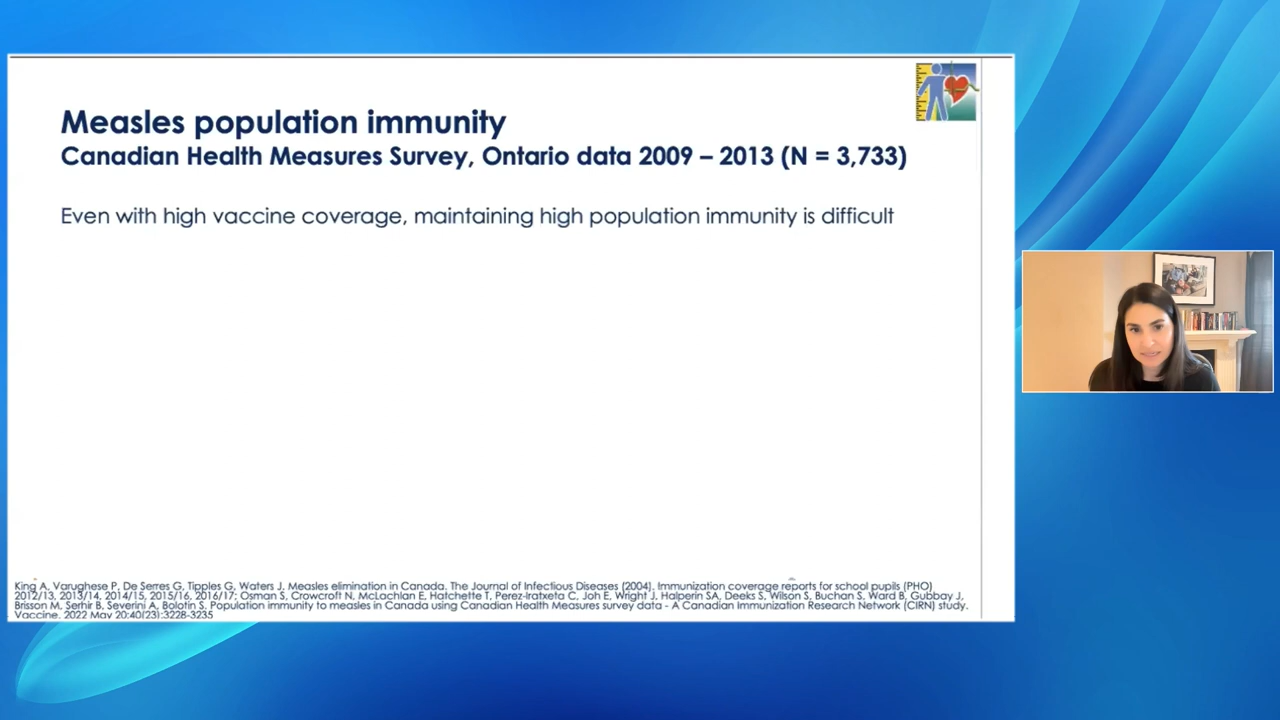 Measles population immunity
Canadian Health Measures Survey, Ontario data 2009 – 2013 (N = 3,733)
Even with high vaccine coverage, maintaining high population immunity is difficult
King A, Varughese P, De Serres G, Tipples G, Waters J, Measles elimination in Canada. The Journal of Infectious Diseases (2004), Immunization coverage reports for school pupils (PHO)
2012/13, 2013/14, 2014/15, 2015/16, 2016/17; Osman S, Crowcroft N, McLachlan E, Hatchette T, Perez-Iratxeta C, Joh E, Wright J, Halperin SA, Deeks S, Wilson S, Buchan S, Ward B, Gubbay J,
Brisson M, Serhir B, Severini A, Bolotin S. Population immunity to measles in Canada using Canadian Health Measures survey data - A Canadian Immunization Research Network (CIRN) study.
Vaccine. 2022 May 20;40(23):3228-3235